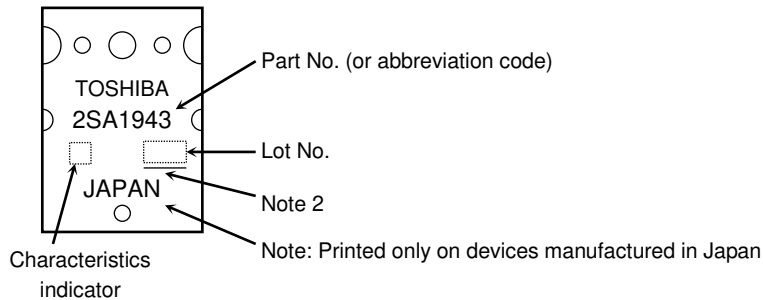 TOSHIBA
2SA1943
JAPAN
Part No. (or abbreviation code)
Lot No.
Note 2
Note: Printed only on devices manufactured in Japan
Characteristics
indicator